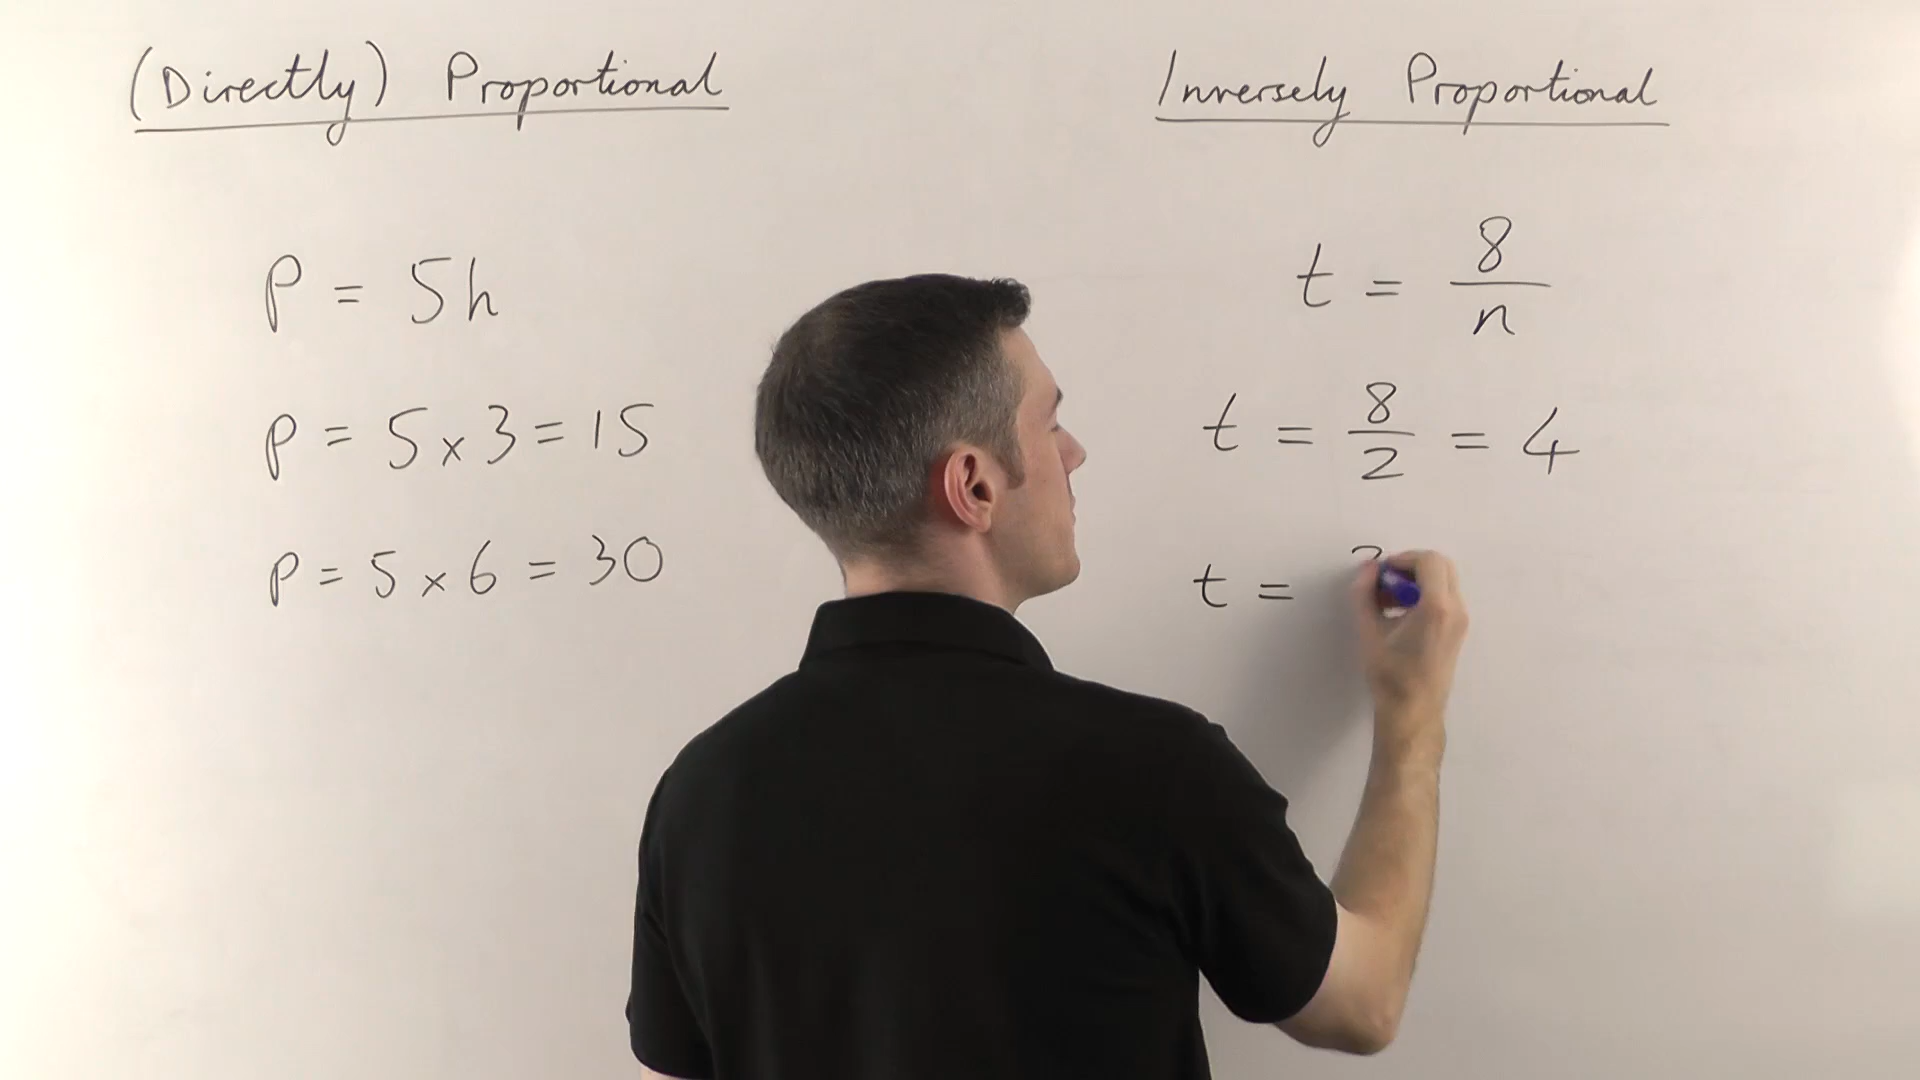 (Directly) Proportional
P = 5h
P = 5 x 3 = 15
P = 5 x 6 = 30
Inversely Proportional
t = 8/n
t = 8/2 = 4
t =